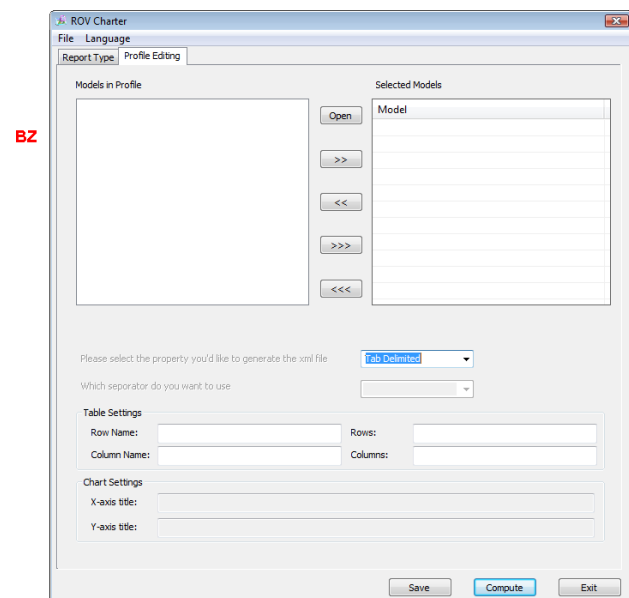 ROV Charter
File Language
Report Type Profile Editing
Models in Profile Selected Models
BZ
Open
Model
>>
<<
>>>
<<<
Please select the property you'd like to generate the xml file Tab Delimited
Which seporator do you want to use
Table Settings
Row Name: Rows:
Column Name: Columns:
Chart Settings
X-axis title:
Y-axis title:
Save Compute Exit